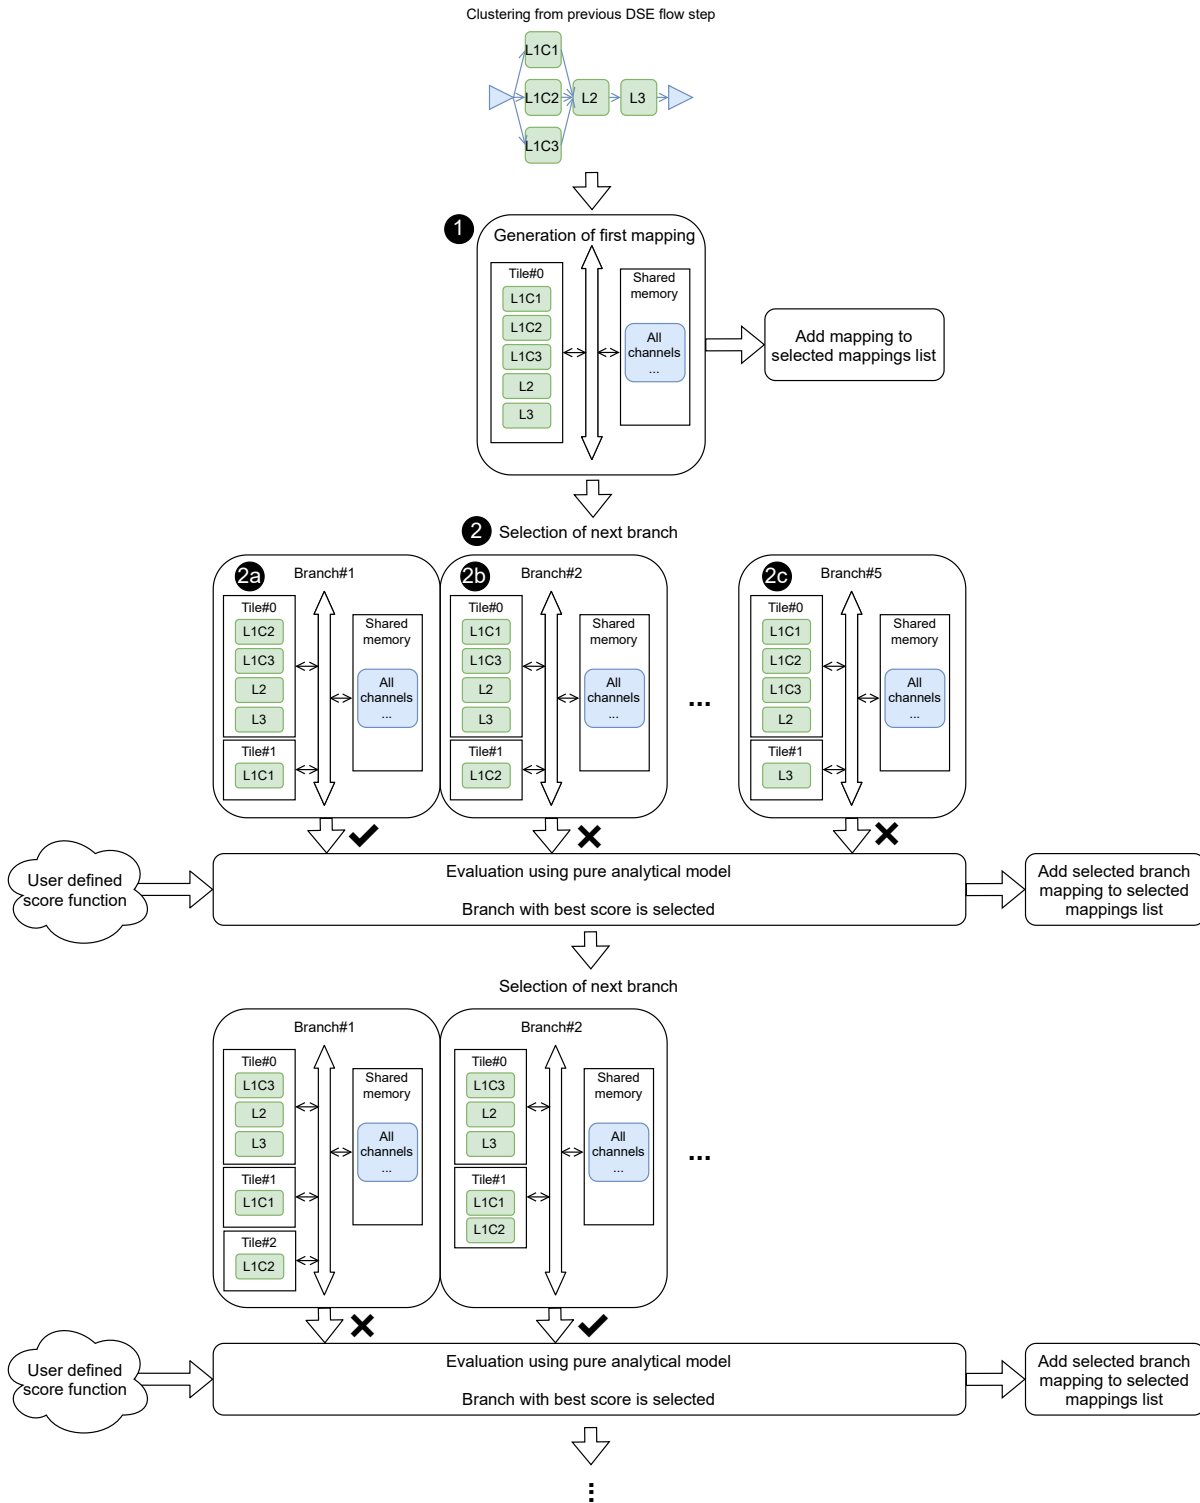 Clustering from previous DSE flow step
L1C1
L1C2
L2
L3
L1C3
1
Generation of first mapping
Tile#0
L1C1
L1C2
L1C3
L2
L3
Shared
memory
All
channels
...
Add mapping to
selected mappings list
2
Selection of next branch
2a
Branch#1
Tile#0
L1C2
L1C3
L2
L3
Tile#1
L1C1
Shared
memory
All
channels
...
2b
Branch#2
Tile#0
L1C1
L1C3
L2
L3
Tile#1
L1C2
Shared
memory
All
channels
...
...
2c
Branch#5
Tile#0
L1C1
L1C2
L1C3
L2
Tile#1
L3
Shared
memory
All
channels
...
User defined
score function
Evaluation using pure analytical model
Branch with best score is selected
Add selected branch
mapping to selected
mappings list
Selection of next branch
Branch#1
Tile#0
L1C3
L2
L3
Tile#1
L1C1
Tile#2
L1C2
Shared
memory
All
channels
...
Branch#2
Tile#0
L1C3
L2
L3
Tile#1
L1C1
L1C2
Shared
memory
All
channels
...
...
User defined
score function
Evaluation using pure analytical model
Branch with best score is selected
Add selected branch
mapping to selected
mappings list
...